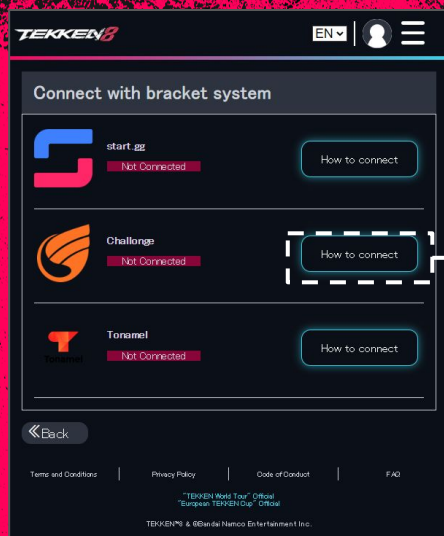 TEKKEN8
EN
Connect with bracket system
start.gg
Not Connected
How to connect
Challonge
Not Connected
How to connect
Tonamel
Tonamel
Not Connected
How to connect
Back
Terms and Conditions
Privacy Policy
Code of Conduct
FAQ
"TEKKEN World Tour" Official
"European TEKKEN Cup" Official
TEKKEN™8 & ©Bandai Namco Entertainment Inc.